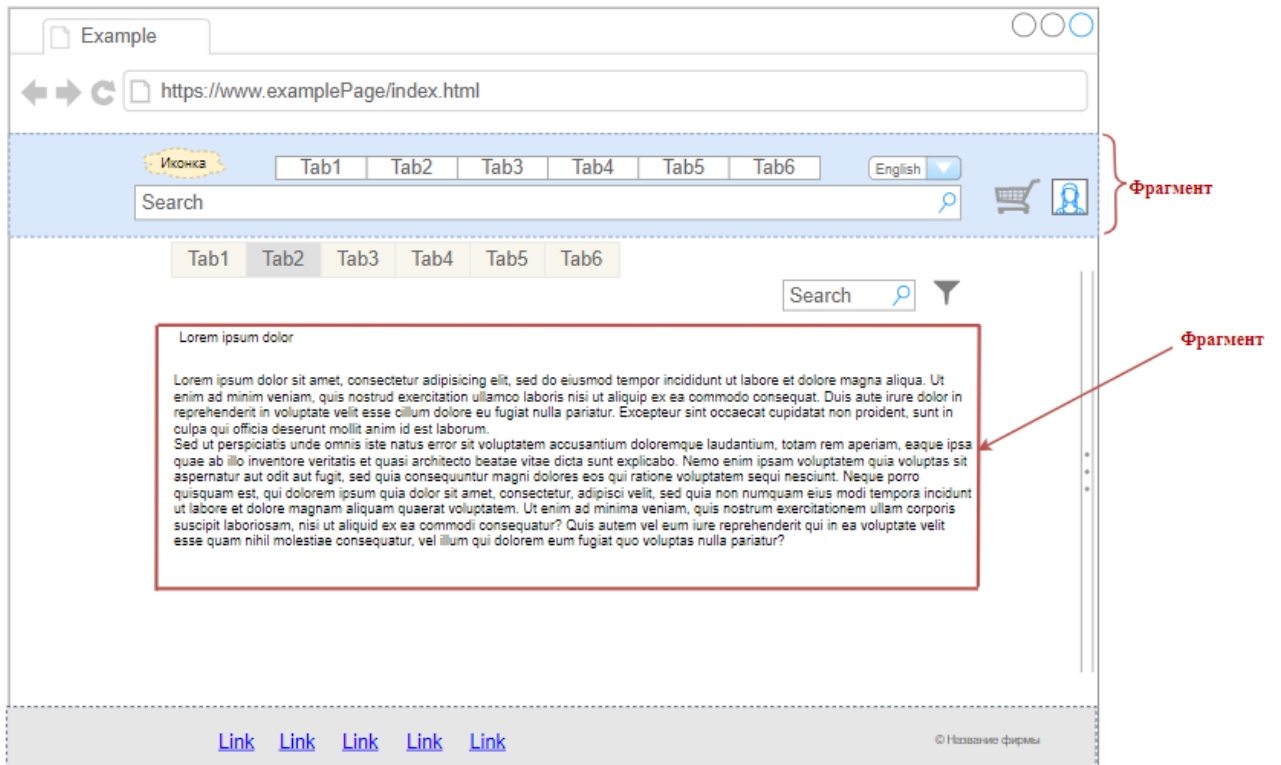 Example
https://www.examplePage/index.html
Иконка
Tab1 Tab2 Tab3 Tab4 Tab5 Tab6
English
Search
Фрагмент
Tab1 Tab2 Tab3 Tab4 Tab5 Tab6
Search
Фрагмент
Lorem ipsum dolor
Lorem ipsum dolor sit amet, consectetur adipisicing elit, sed do eiusmod tempor incididunt ut labore et dolore magna aliqua. Ut
enim ad minim veniam, quis nostrud exercitation ullamco laboris nisi ut aliquip ex ea commodo consequat. Duis aute irure dolor in
reprehenderit in voluptate velit esse cillum dolore eu fugiat nulla pariatur. Excepteur sint occaecat cupidatat non proident, sunt in
culpa qui officia deserunt mollit anim id est laborum.
Sed ut perspiciatis unde omnis iste natus error sit voluptatem accusantium doloremque laudantium, totam rem aperiam, eaque ipsa
quae ab illo inventore veritatis et quasi architecto beatae vitae dicta sunt explicabo. Nemo enim ipsam voluptatem quia voluptas sit
aspernatur aut odit aut fugit, sed quia consequuntur magni dolores eos qui ratione voluptatem sequi nesciunt. Neque porro
quisquam est, qui dolorem ipsum quia dolor sit amet, consectetur, adipisci velit, sed quia non numquam eius modi tempora incidunt
ut labore et dolore magnam aliquam quaerat voluptatem. Ut enim ad minima veniam, quis nostrum exercitationem ullam corporis
suscipit laboriosam, nisi ut aliquid ex ea commodi consequatur? Quis autem vel eum iure reprehenderit qui in ea voluptate velit
esse quam nihil molestiae consequatur, vel illum qui dolorem eum fugiat quo voluptas nulla pariatur?
Link Link Link Link Link
© Название фирмы